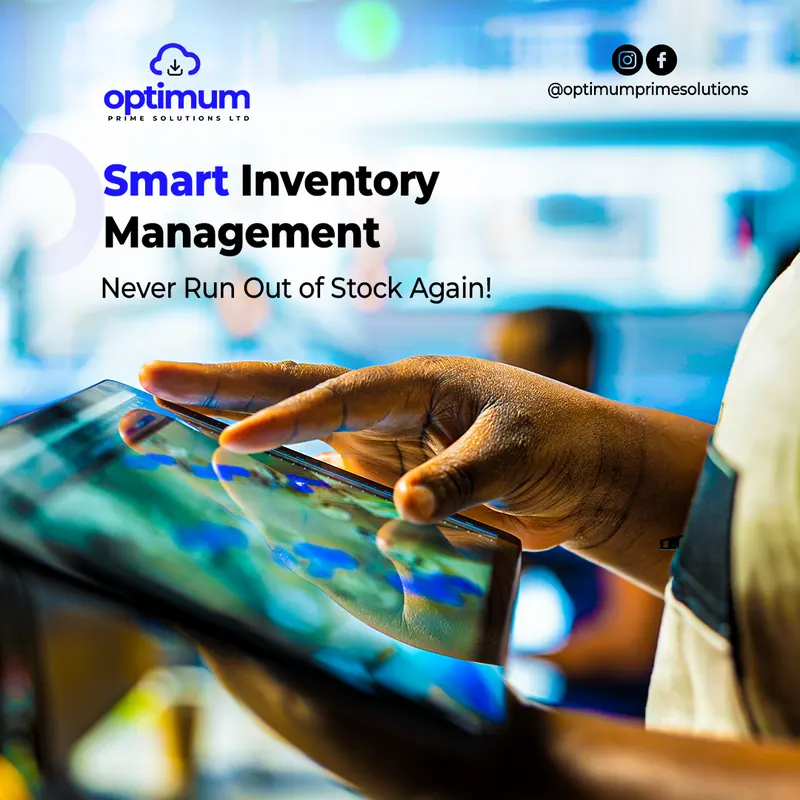 optimum
PRIME SOLUTIONS LTD
@optimumprimesolutions
Smart Inventory
Management
Never Run Out of Stock Again!